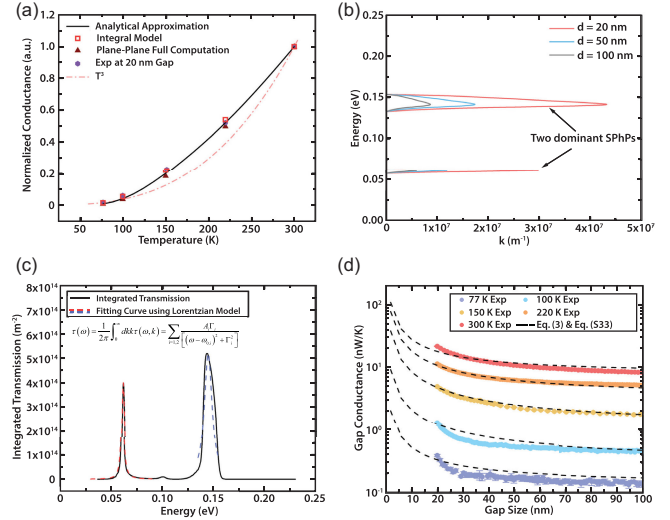 (a)
Normalized Conductance (a.u.)
1.0
0.8
0.6
0.4
0.2
0
Analytical Approximation
Integral Model
Plane-Plane Full Computation
Exp at 20 nm Gap
T³
50 100 150 200 250 300
Temperature (K)
(b)
Energy (eV)
0.25
0.20
0.15
0.10
0.05
0.00
d = 20 nm
d = 50 nm
d = 100 nm
Two dominant SPhPs
1x10⁷ 2x10⁷ 3x10⁷ 4x10⁷ 5x10⁷
k (m⁻¹)
(c)
Integrated Transmission (m⁻²)
8x10¹⁴
7x10¹⁴
6x10¹⁴
5x10¹⁴
4x10¹⁴
3x10¹⁴
2x10¹⁴
1x10¹⁴
0
Integrated Transmission
Fitting Curve using Lorentzian Model
0 0.05 0.10 0.15 0.20 0.25
Energy (eV)
(d)
Gap Conductance (nW/K)
10²
10¹
10⁰
10⁻¹
77 K Exp 100 K Exp
150 K Exp 220 K Exp
300 K Exp Eq. (3) & Eq. (S33)
0 10 20 30 40 50 60 70 80 90 100
Gap Size (nm)